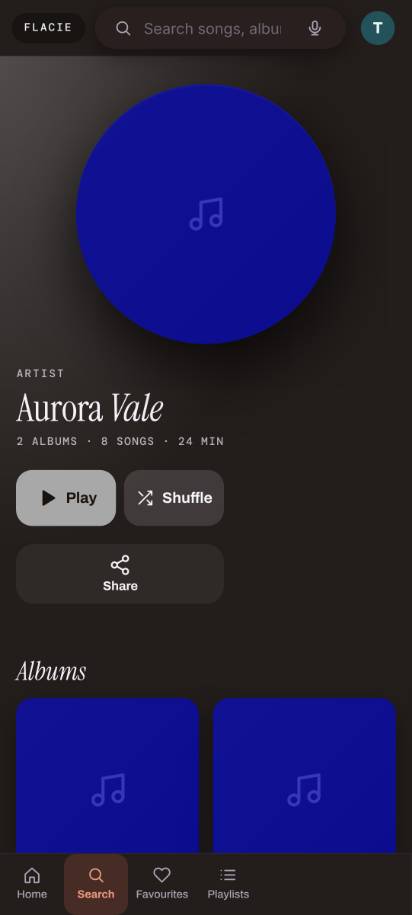 FLACIE
Search songs, albu
T
ARTIST
Aurora Vale
2 ALBUMS · 8 SONGS · 24 MIN
Play
Shuffle
Share
Albums
Home
Search
Favourites
Playlists